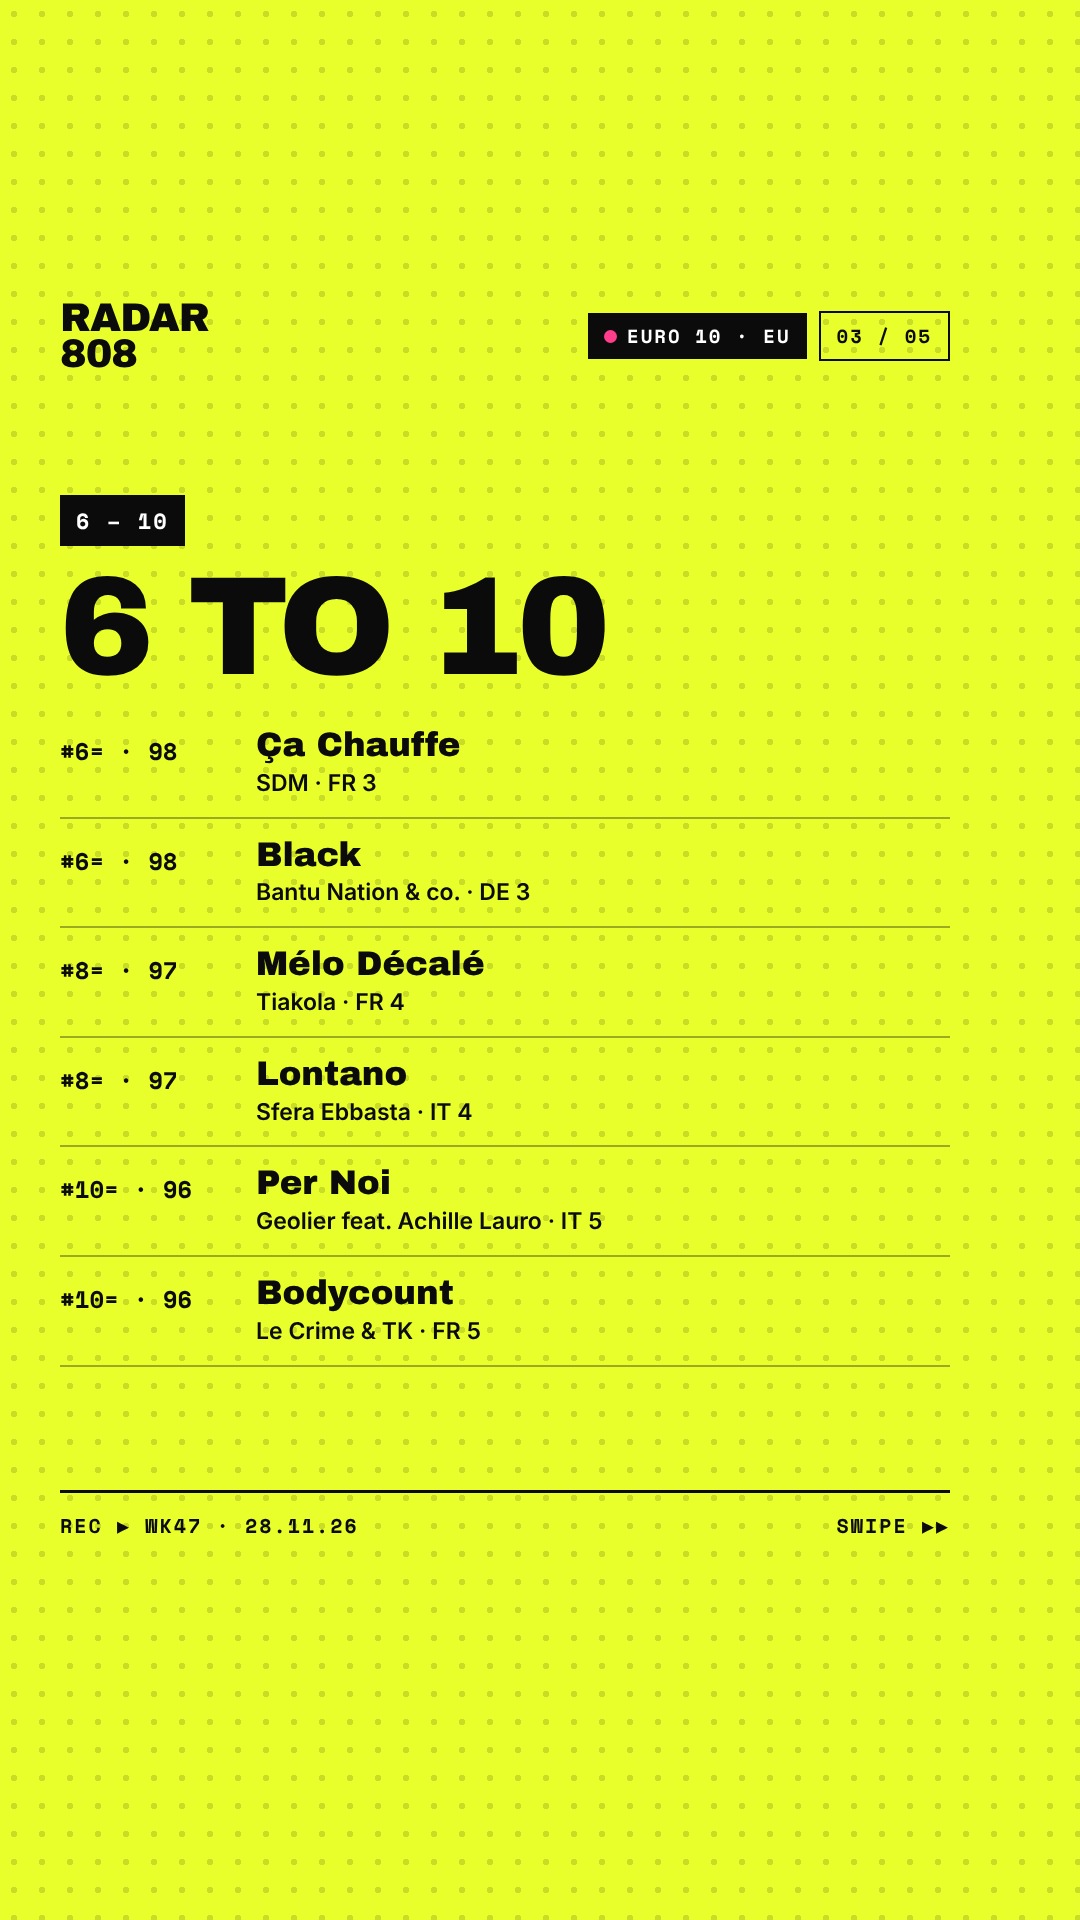 RADAR
808
EURO 10 · EU
03 / 05
6 – 10
6 TO 10
#6= · 98
Ça Chauffe
SDM · FR 3
#6= · 98
Black
Bantu Nation & co. · DE 3
#8= · 97
Mélo Décalé
Tiakola · FR 4
#8= · 97
Lontano
Sfera Ebbasta · IT 4
#10= · 96
Per Noi
Geolier feat. Achille Lauro · IT 5
#10= · 96
Bodycount
Le Crime & TK · FR 5
REC ▶ WK47 · 28.11.26
SWIPE ▶▶